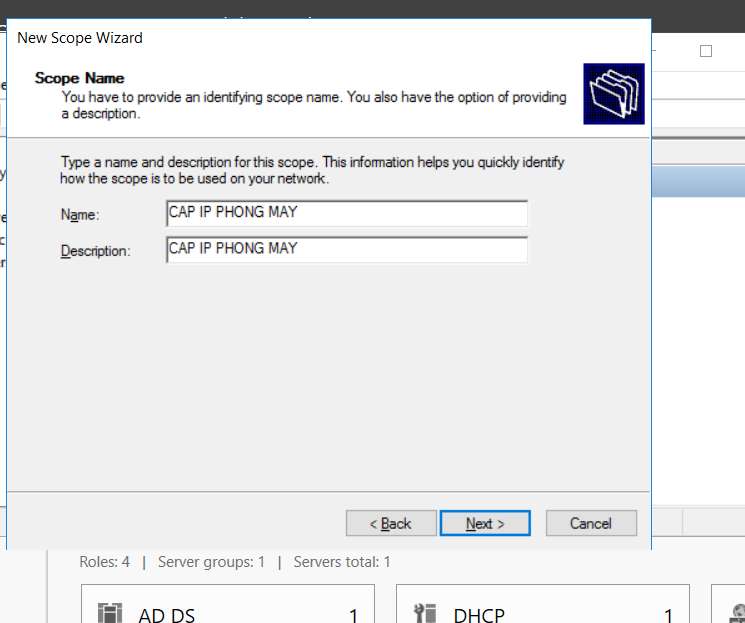 New Scope Wizard
Scope Name
You have to provide an identifying scope name. You also have the option of providing
a description.
Type a name and description for this scope. This information helps you quickly identify
how the scope is to be used on your network.
Name: CAP IP PHONG MAY
Description: CAP IP PHONG MAY
< Back Next > Cancel
Roles: 4 | Server groups: 1 | Servers total: 1
AD DS 1 DHCP 1